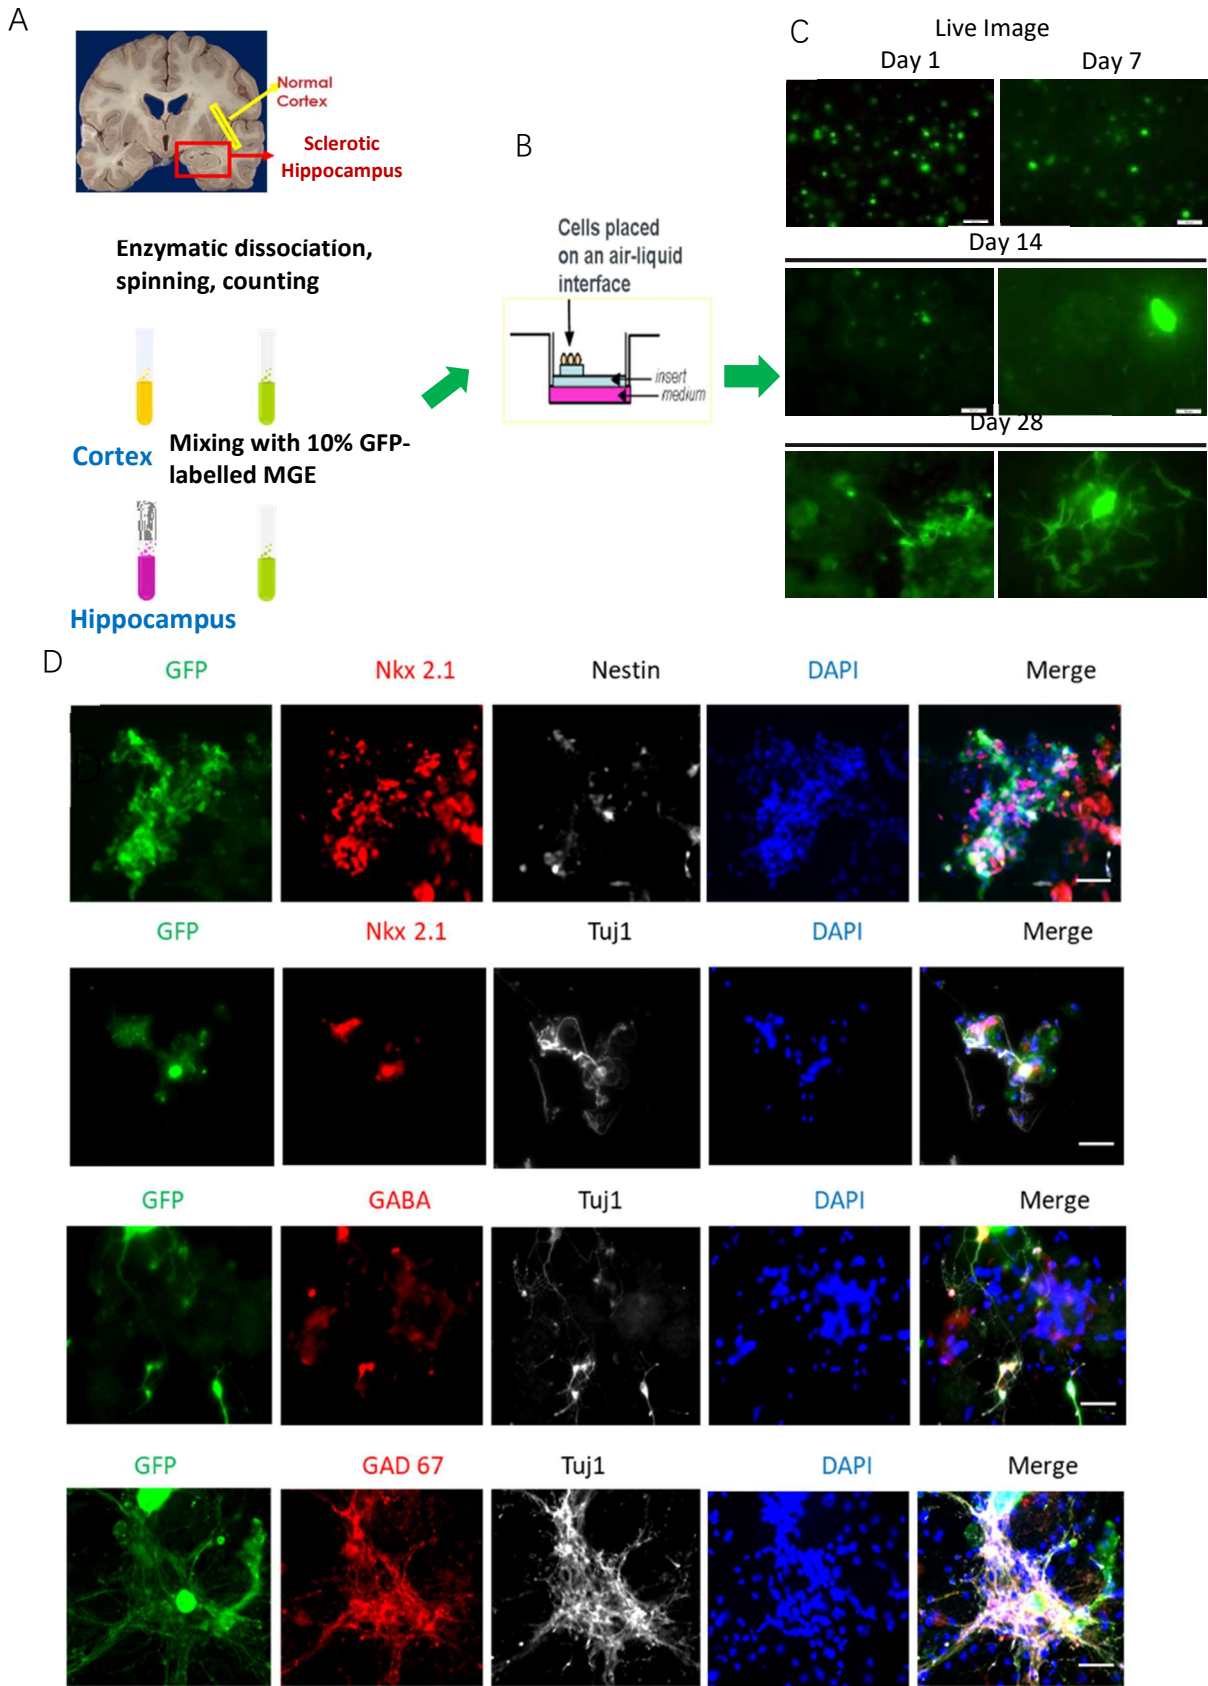 A
Normal
Cortex
Sclerotic
Hippocampus
Enzymatic dissociation,
spinning, counting
Cortex
Mixing with 10% GFP-
labelled MGE
Hippocampus
B
Cells placed
on an air-liquid
interface
insert
medium
C
Live Image
Day 1
Day 7
Day 14
Day 28
D
GFP
Nkx 2.1
Nestin
DAPI
Merge
D
GFP
Nkx 2.1
Tuj1
DAPI
Merge
GFP
GABA
Tuj1
DAPI
Merge
GFP
GAD 67
Tuj1
DAPI
Merge